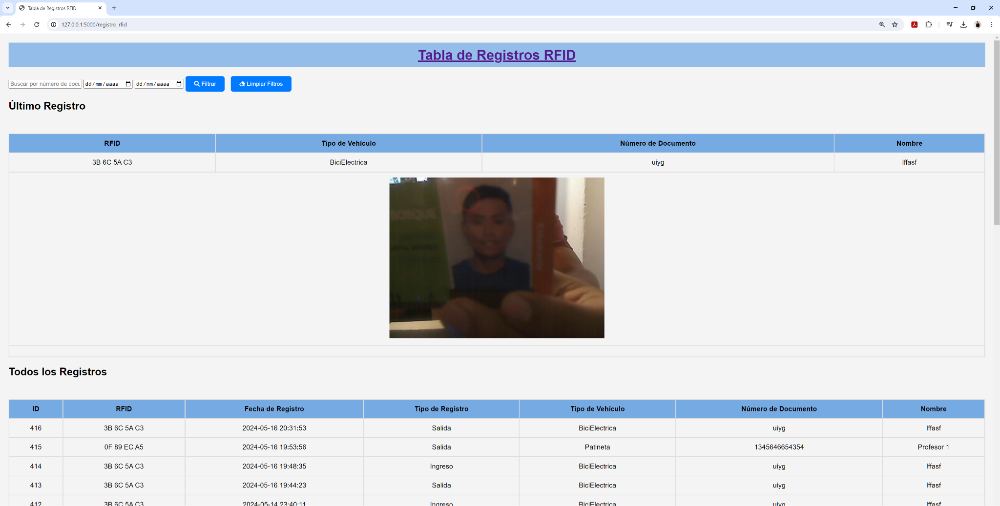 Tabla de Registros RFID
127.0.0.1:5000/registro_rfid
Tabla de Registros RFID
Buscar por número de docu dd/mm/aaaa dd/mm/aaaa Filtrar Limpiar Filtros
Último Registro
RFID Tipo de Vehículo Número de Documento Nombre
3B 6C 5A C3 BiciElectrica uiyg Iffasf
Todos los Registros
ID RFID Fecha de Registro Tipo de Registro Tipo de Vehículo Número de Documento Nombre
416 3B 6C 5A C3 2024-05-16 20:31:53 Salida BiciElectrica uiyg Iffasf
415 0F 89 EC A5 2024-05-16 19:53:56 Salida Patineta 1345646654354 Profesor 1
414 3B 6C 5A C3 2024-05-16 19:48:35 Ingreso BiciElectrica uiyg Iffasf
413 3B 6C 5A C3 2024-05-16 19:44:23 Salida BiciElectrica uiyg Iffasf
412 3B 6C 5A C3 2024-05-14 23:40:11 Ingreso BiciElectrica uiyg Iffasf